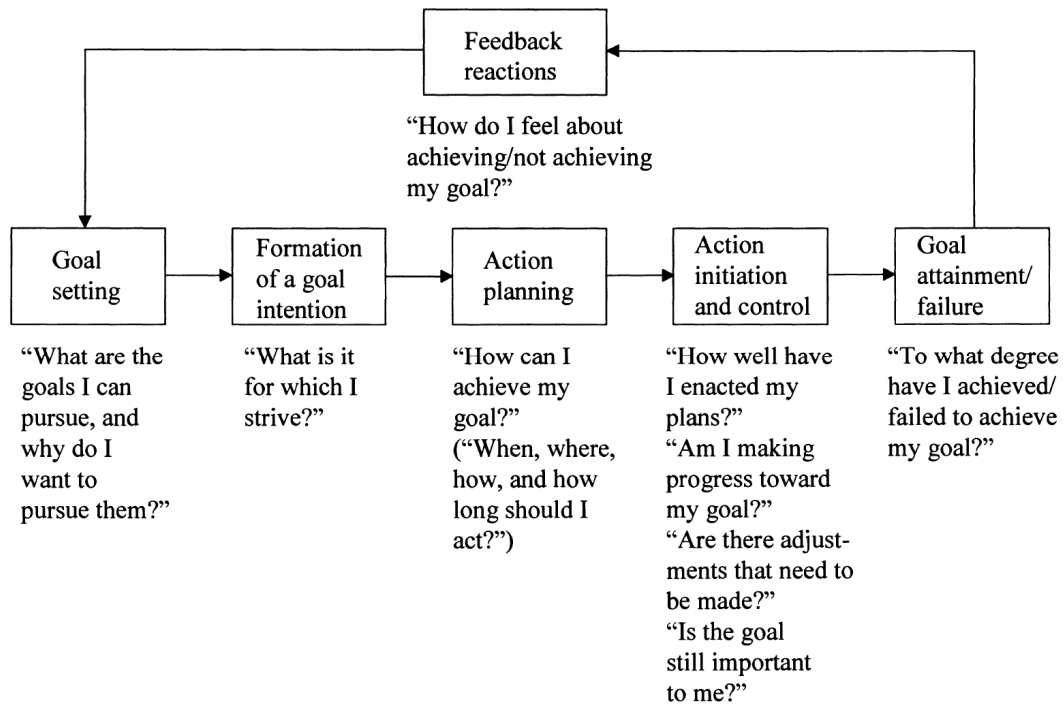 Feedback
reactions
“How do I feel about
achieving/not achieving
my goal?”
Goal
setting
“What are the
goals I can
pursue, and
why do I
want to
pursue them?”
Formation
of a goal
intention
“What is it
for which I
strive?”
Action
planning
“How can I
achieve my
goal?”
(“When, where,
how, and how
long should I
act?”)
Action
initiation
and control
“How well have
I enacted my
plans?”
“Am I making
progress toward
my goal?”
“Are there adjust-
ments that need to
be made?”
“Is the goal
still important
to me?”
Goal
attainment/
failure
“To what degree
have I achieved/
failed to achieve
my goal?”